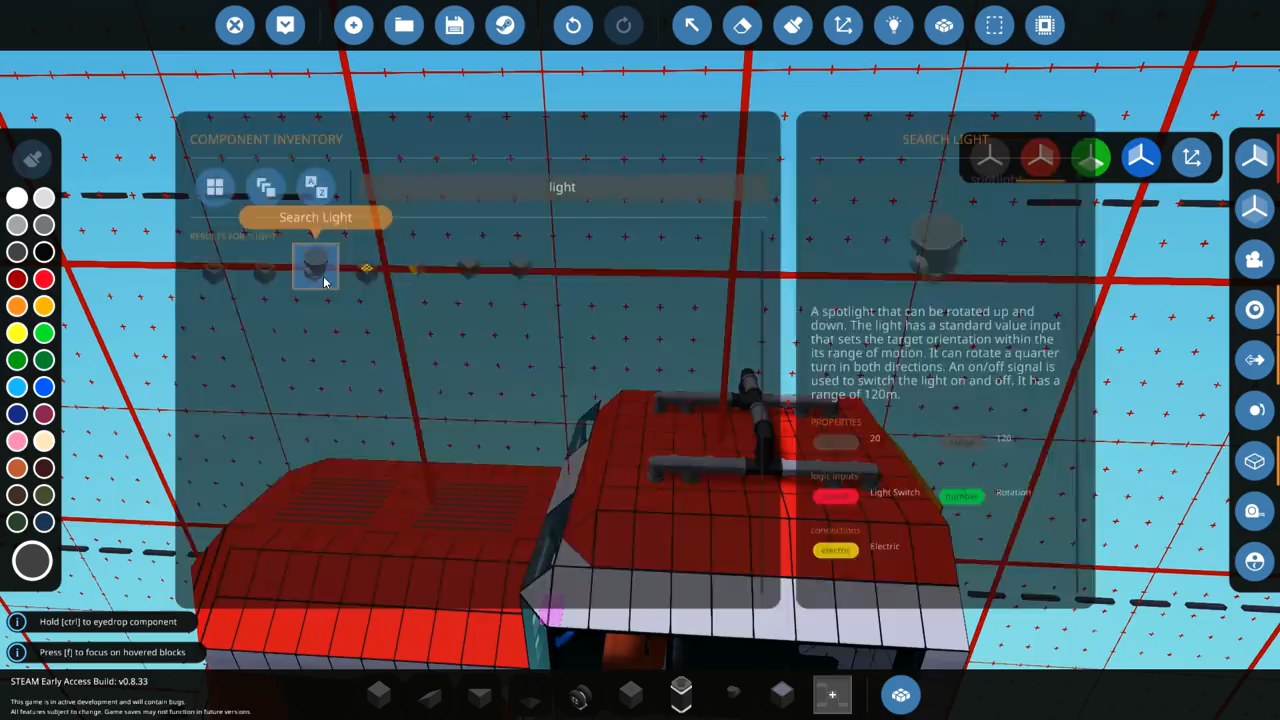 COMPONENT INVENTORY
light
Search Light
RESULTS FOR "LIGHT"
SEARCH LIGHT
spotlight
A spotlight that can be rotated up and
down. The light has a standard value input
that sets the target orientation within the
its range of motion. It can rotate a quarter
turn in both directions. An on/off signal is
used to switch the light on and off. It has a
range of 120m.
PROPERTIES
20
120
logic inputs
Light Switch
number
Rotation
connections
electric
Electric
Hold [ctrl] to eyedrop component
Press [f] to focus on hovered blocks
STEAM Early Access Build: v0.8.33
This game is in active development and will contain bugs.
All features subject to change. Game saves may not function in future versions.